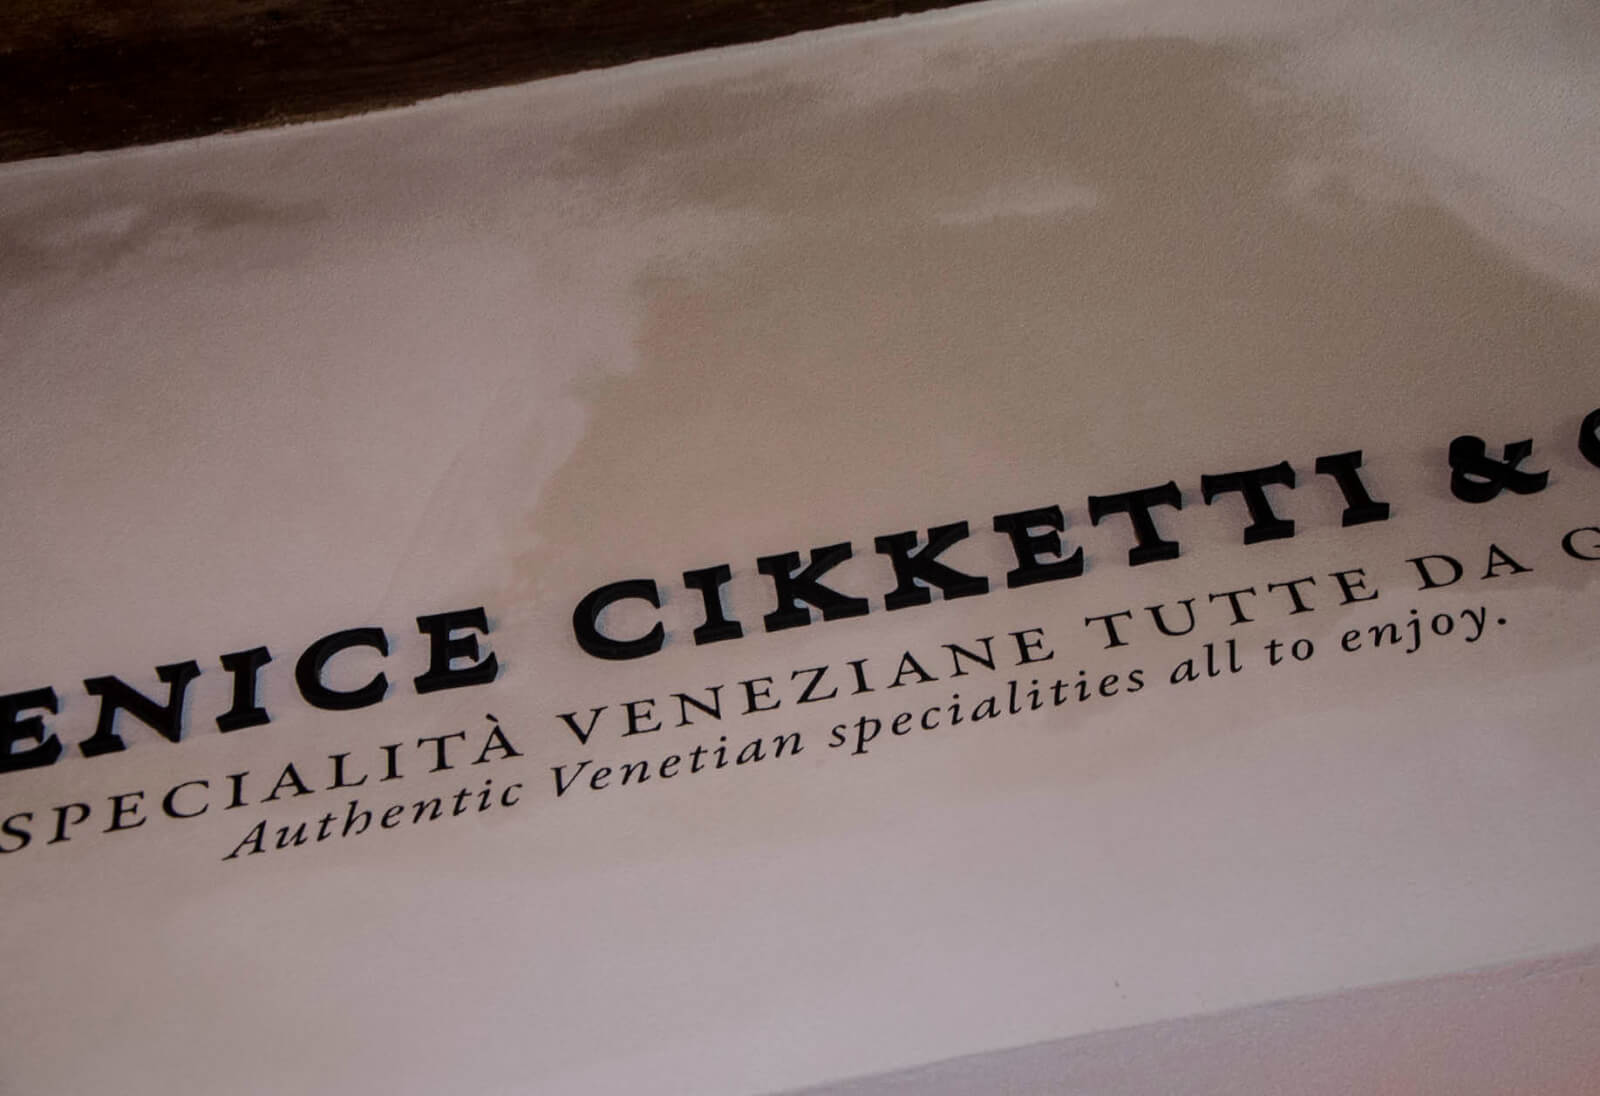 ENICE CIKKETTI &
SPECIALITÀ VENEZIANE TUTTE DA G
Authentic Venetian specialities all to enjoy.